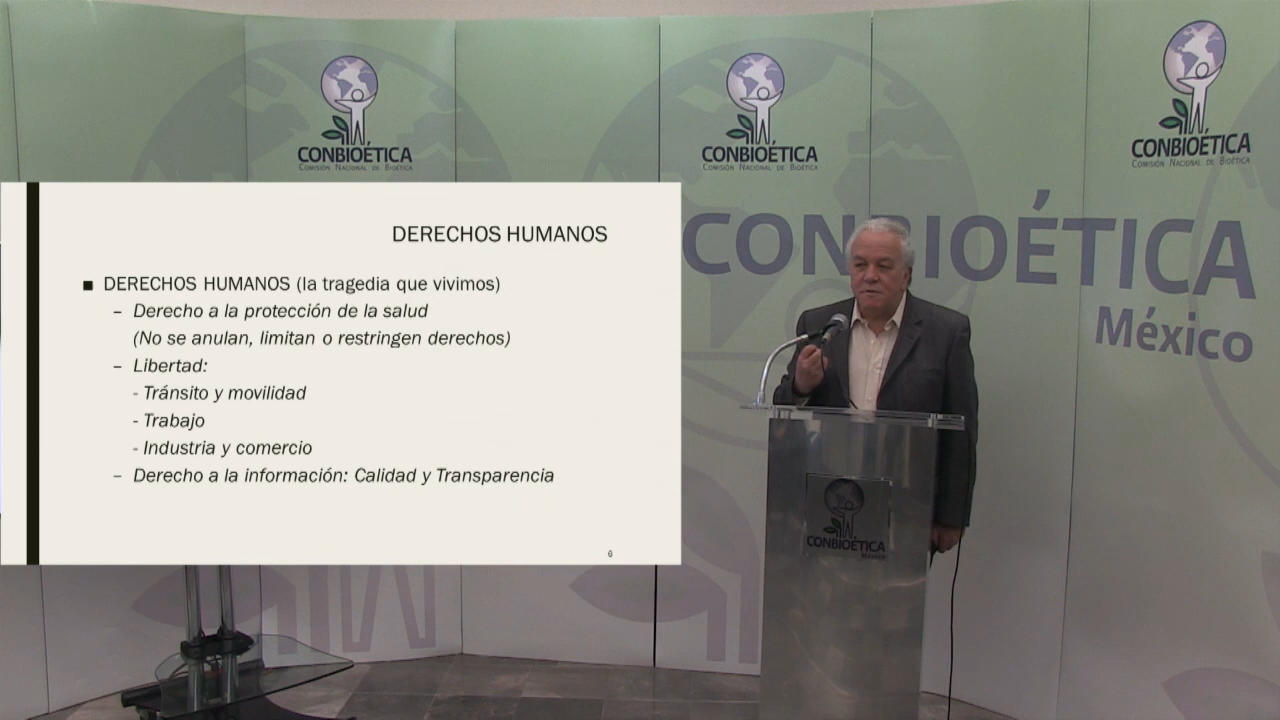 CONBIOÉTICA
COMISIÓN NACIONAL DE BIOÉTICA
CONBIOÉTICA
COMISIÓN NACIONAL DE BIOÉTICA
CONBIOÉTICA
COMISIÓN NACIONAL DE BIOÉTICA
CONBIOÉTICA
México
DERECHOS HUMANOS
■ DERECHOS HUMANOS (la tragedia que vivimos)
– Derecho a la protección de la salud
(No se anulan, limitan o restringen derechos)
– Libertad:
- Tránsito y movilidad
- Trabajo
- Industria y comercio
– Derecho a la información: Calidad y Transparencia
6
CONBIOÉTICA
México